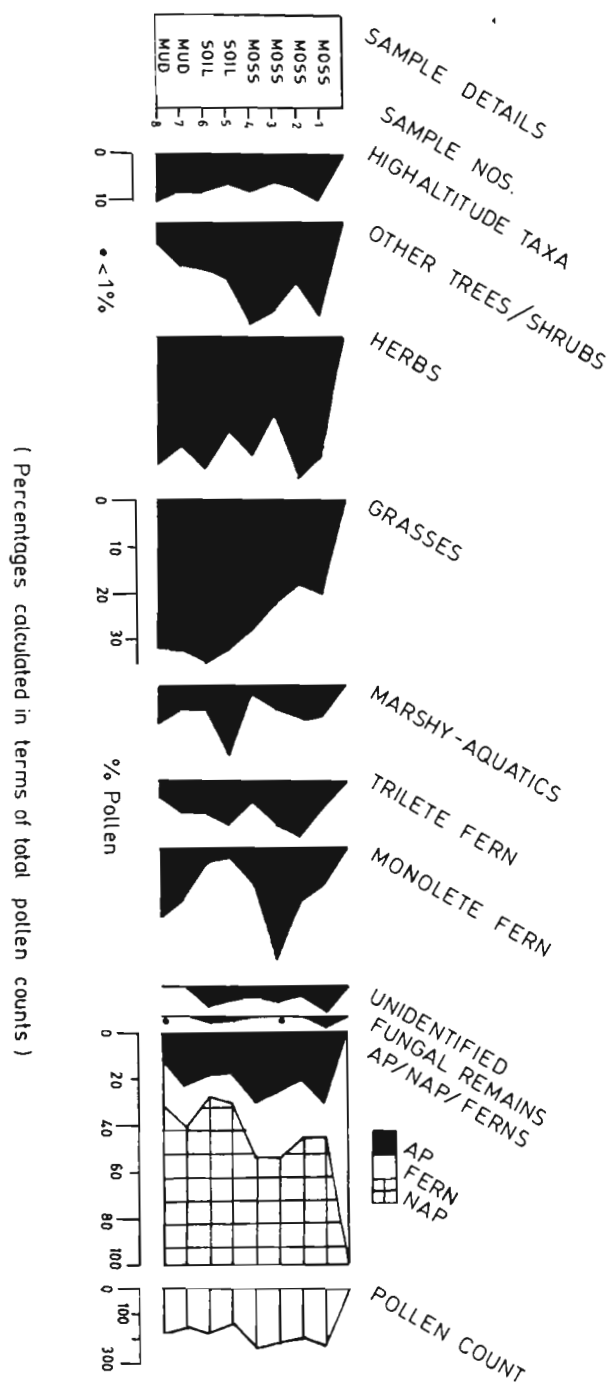 SAMPLE DETAILS
MOSS
MOSS
MOSS
MOSS
SOIL
SOIL
MUD
MUD
SAMPLE NOS.
1
2
3
4
5
6
7
8
HIGHALTITUDE TAXA
0
10
OTHER TREES/SHRUBS
• <1%
HERBS
GRASSES
0
10
20
30
MARSHY-AQUATICS
TRILETE FERN
MONOLETE FERN
% Pollen
UNIDENTIFIED
FUNGAL REMAINS
AP/NAP/FERNS
0
20
40
60
80
100
AP
FERN
NAP
POLLEN COUNT
0
100
300
( Percentages calculated in terms of total pollen counts )